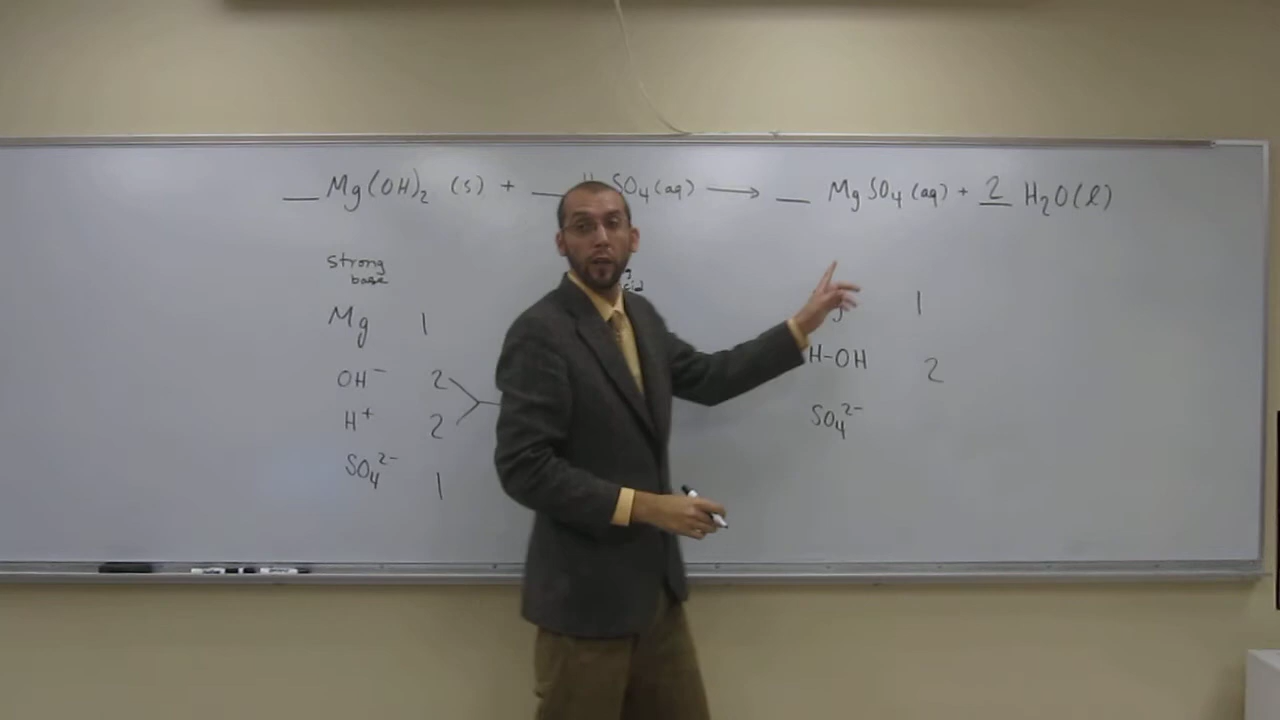 __ Mg(OH)₂ (s) + __ SO₄(aq) ⟶ __ MgSO₄(aq) + 2 H₂O(l)
strong
base
Mg 1
OH⁻ 2
H⁺ 2
SO₄²⁻ 1
1
H-OH 2
SO₄²⁻